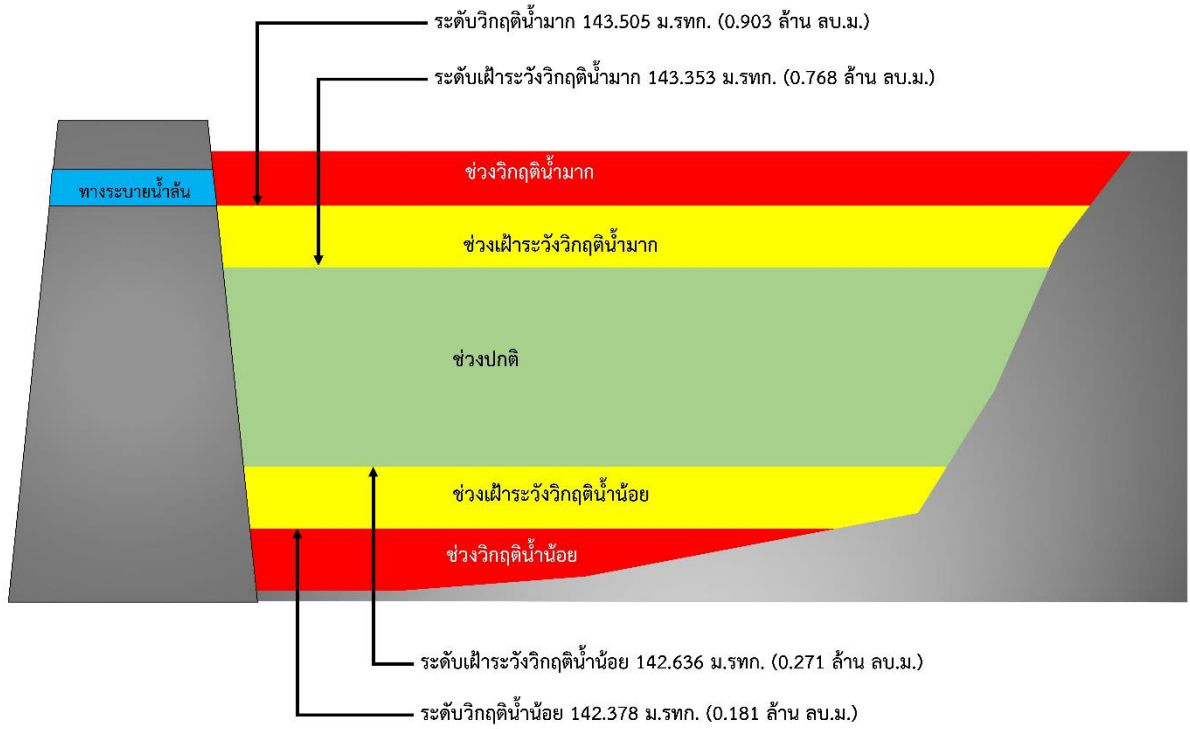 ระดับวิกฤติน้ำมาก 143.505 ม.รทก. (0.903 ล้าน ลบ.ม.)
ระดับเฝ้าระวังวิกฤติน้ำมาก 143.353 ม.รทก. (0.768 ล้าน ลบ.ม.)
ช่วงวิกฤติน้ำมาก
ทางระบายน้ำล้น
ช่วงเฝ้าระวังวิกฤติน้ำมาก
ช่วงปกติ
ช่วงเฝ้าระวังวิกฤติน้ำน้อย
ช่วงวิกฤติน้ำน้อย
ระดับเฝ้าระวังวิกฤติน้ำน้อย 142.636 ม.รทก. (0.271 ล้าน ลบ.ม.)
ระดับวิกฤติน้ำน้อย 142.378 ม.รทก. (0.181 ล้าน ลบ.ม.)